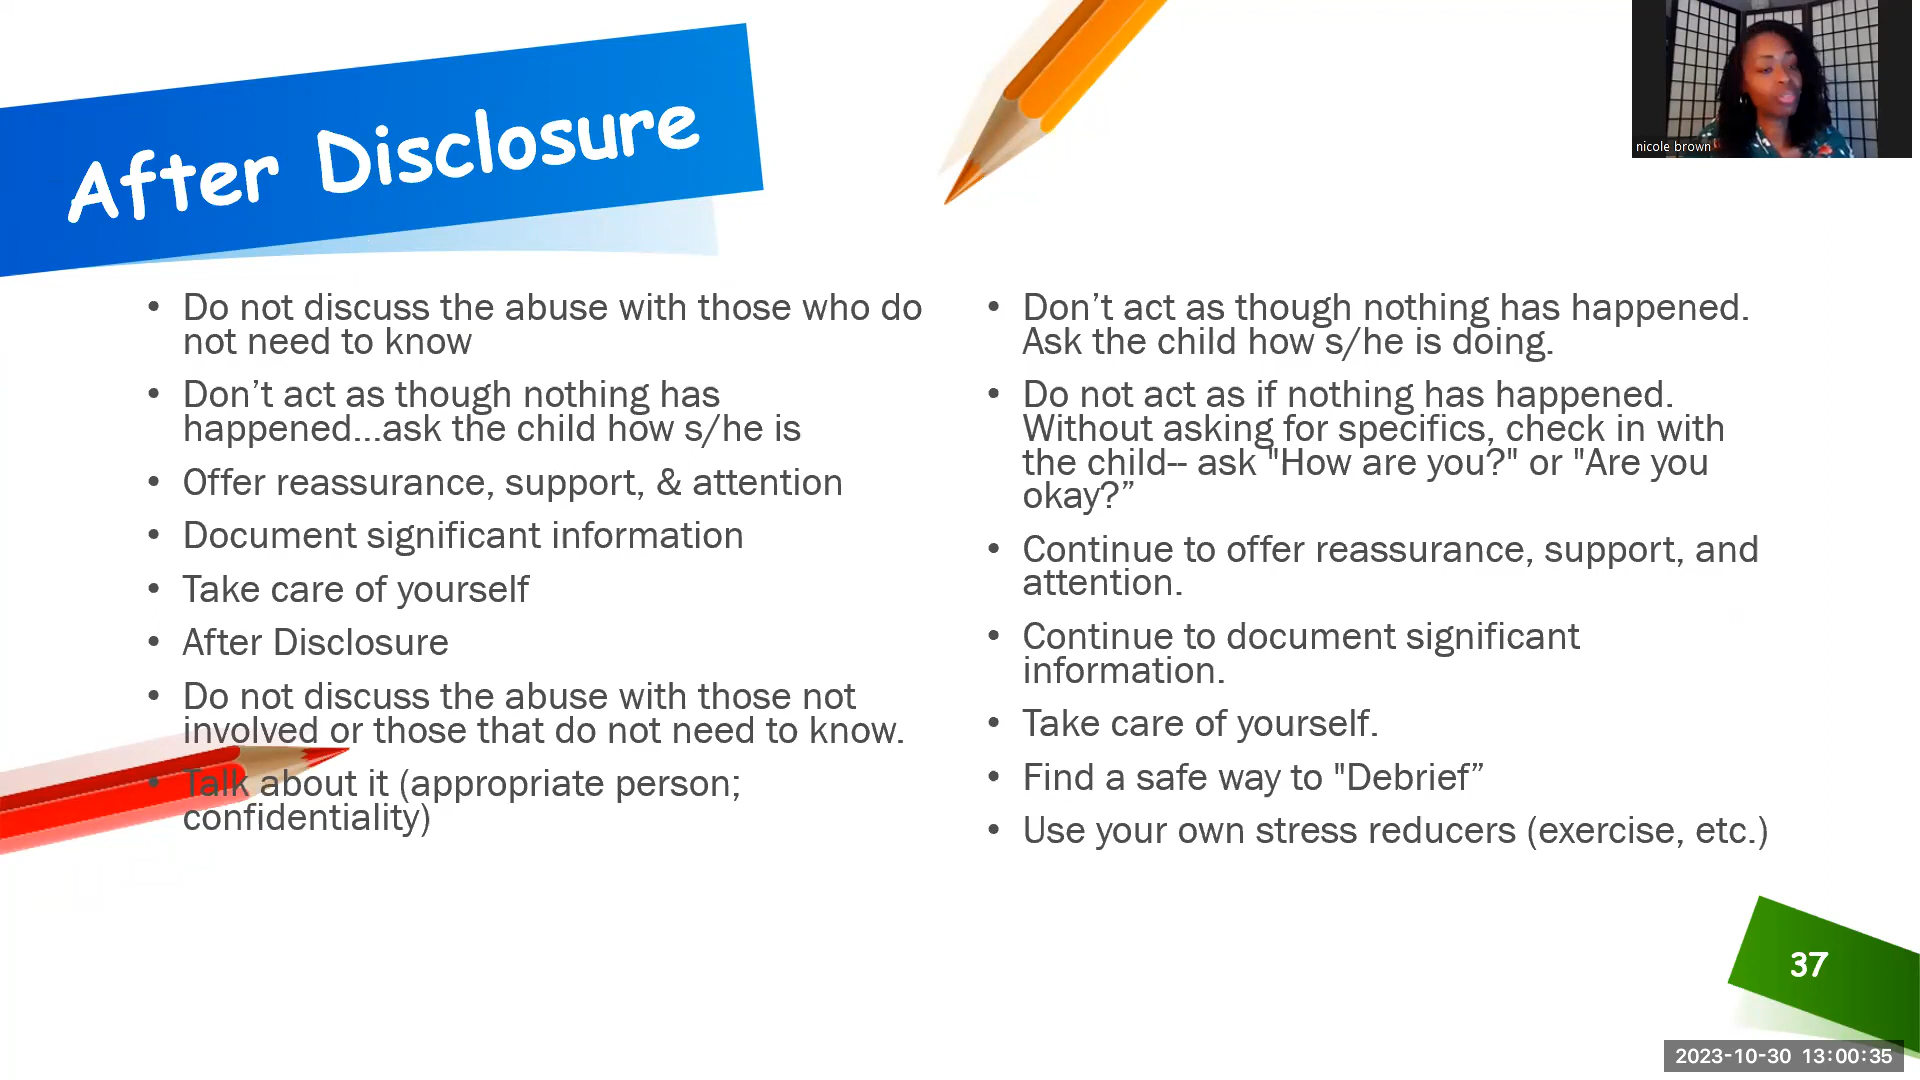 After Disclosure
nicole brown
• Do not discuss the abuse with those who do
not need to know
• Don’t act as though nothing has
happened...ask the child how s/he is
• Offer reassurance, support, & attention
• Document significant information
• Take care of yourself
• After Disclosure
• Do not discuss the abuse with those not
involved or those that do not need to know.
• Talk about it (appropriate person;
confidentiality)
• Don’t act as though nothing has happened.
Ask the child how s/he is doing.
• Do not act as if nothing has happened.
Without asking for specifics, check in with
the child-- ask "How are you?" or "Are you
okay?”
• Continue to offer reassurance, support, and
attention.
• Continue to document significant
information.
• Take care of yourself.
• Find a safe way to "Debrief”
• Use your own stress reducers (exercise, etc.)
37
2023-10-30 13:00:35